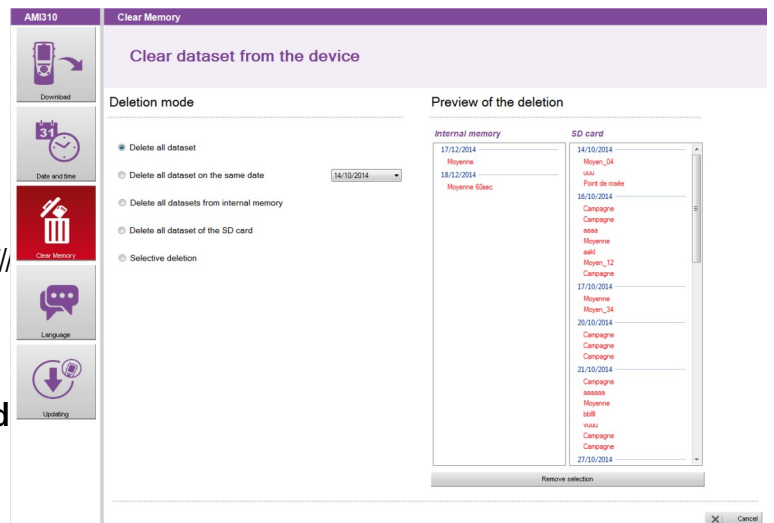 AMI310
Clear Memory
Clear dataset from the device
Download
31
Date and time
Clear Memory
Language
Updating
//
d
Deletion mode
Delete all dataset
Delete all dataset on the same date
14/10/2014
Delete all datasets from internal memory
Delete all dataset of the SD card
Selective deletion
Preview of the deletion
Internal memory
17/12/2014
Moyenne
18/12/2014
Moyenne 60sec
SD card
14/10/2014
Moyen_04
uuu
Point de rosée
16/10/2014
Campagne
Campagne
aaaa
Moyenne
aakl
Moyen_12
Campagne
17/10/2014
Moyenne
Moyen_34
20/10/2014
Campagne
Campagne
Campagne
21/10/2014
Campagne
aaaaaa
Moyenne
vuuu
Campagne
Campagne
27/10/2014
Remove selection
Cancel